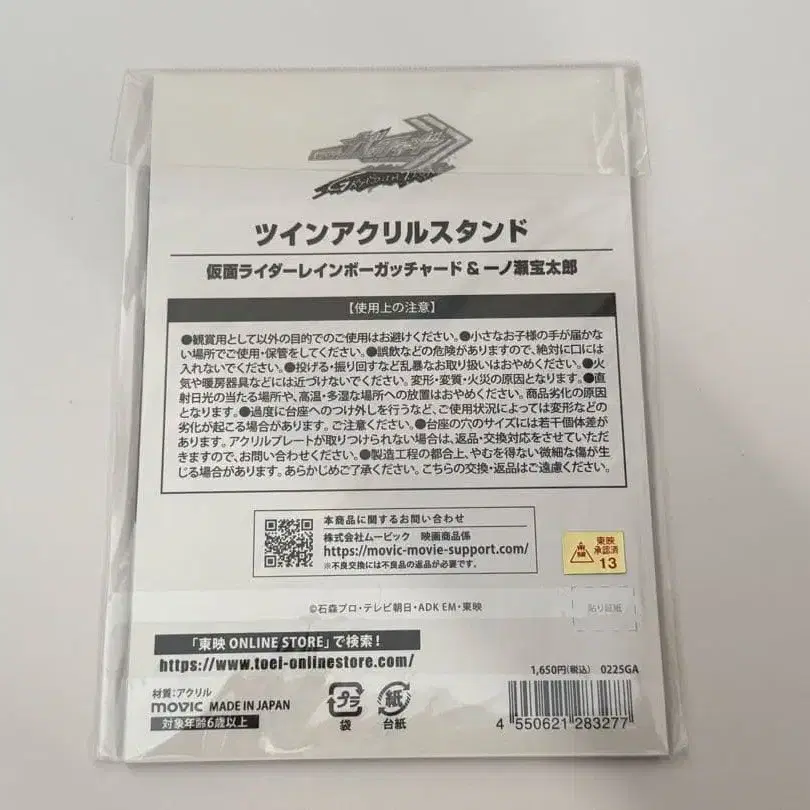 ツインアクリルスタンド
仮面ライダーレインボーガッチャード & 一ノ瀬宝太郎
【使用上の注意】
●観賞用として以外の目的でのご使用はお避けください。●小さなお子様の手が届かな
い場所でご使用・保管をしてください。●誤飲などの危険がありますので、絶対に口には
入れないでください。●投げる・振り回すなど乱暴なお取り扱いはおやめください。●火
気や暖房器具などには近づけないでください。変形・変質・火災の原因となります。●直
射日光の当たる場所や、高温・多湿な場所への放置はおやめください。商品劣化の原因
となります。●過度に台座へのつけ外しを行うなど、ご使用状況によっては変形などの
劣化が起こる場合があります。ご注意ください。●台座の穴のサイズには若干個体差が
あります。アクリルプレートが取りつけられない場合は、返品・交換対応をさせていただ
きますので、お問い合わせください。●製造工程の都合上、やむを得ない微細な傷が生
じる場合があります。あらかじめご了承ください。こちらの交換・返品はご遠慮ください。
本商品に関するお問い合わせ
株式会社ムービック 映画商品係
https://movic-movie-support.com/
※不良交換には不良品の返品が必要です。
東映
承認済
13
©石森プロ・テレビ朝日・ADK EM・東映
貼り証紙
「東映 ONLINE STORE」で検索!
https://www.toei-onlinestore.com/
1,650円(税込) 0225GA
材質:アクリル
movic MADE IN JAPAN
対象年齢6歳以上
プラ
袋
紙
台紙
4 550621 283277